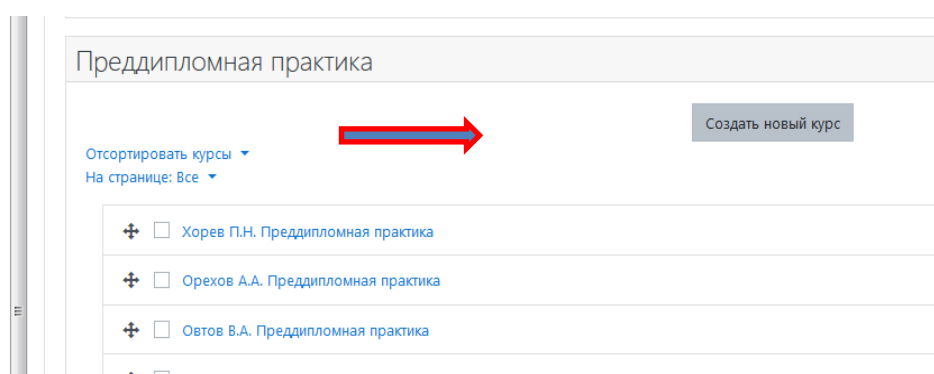 Преддипломная практика
Создать новый курс
Отсортировать курсы
На странице: Все
Хорев П.Н. Преддипломная практика
Орехов А.А. Преддипломная практика
Овтов В.А. Преддипломная практика